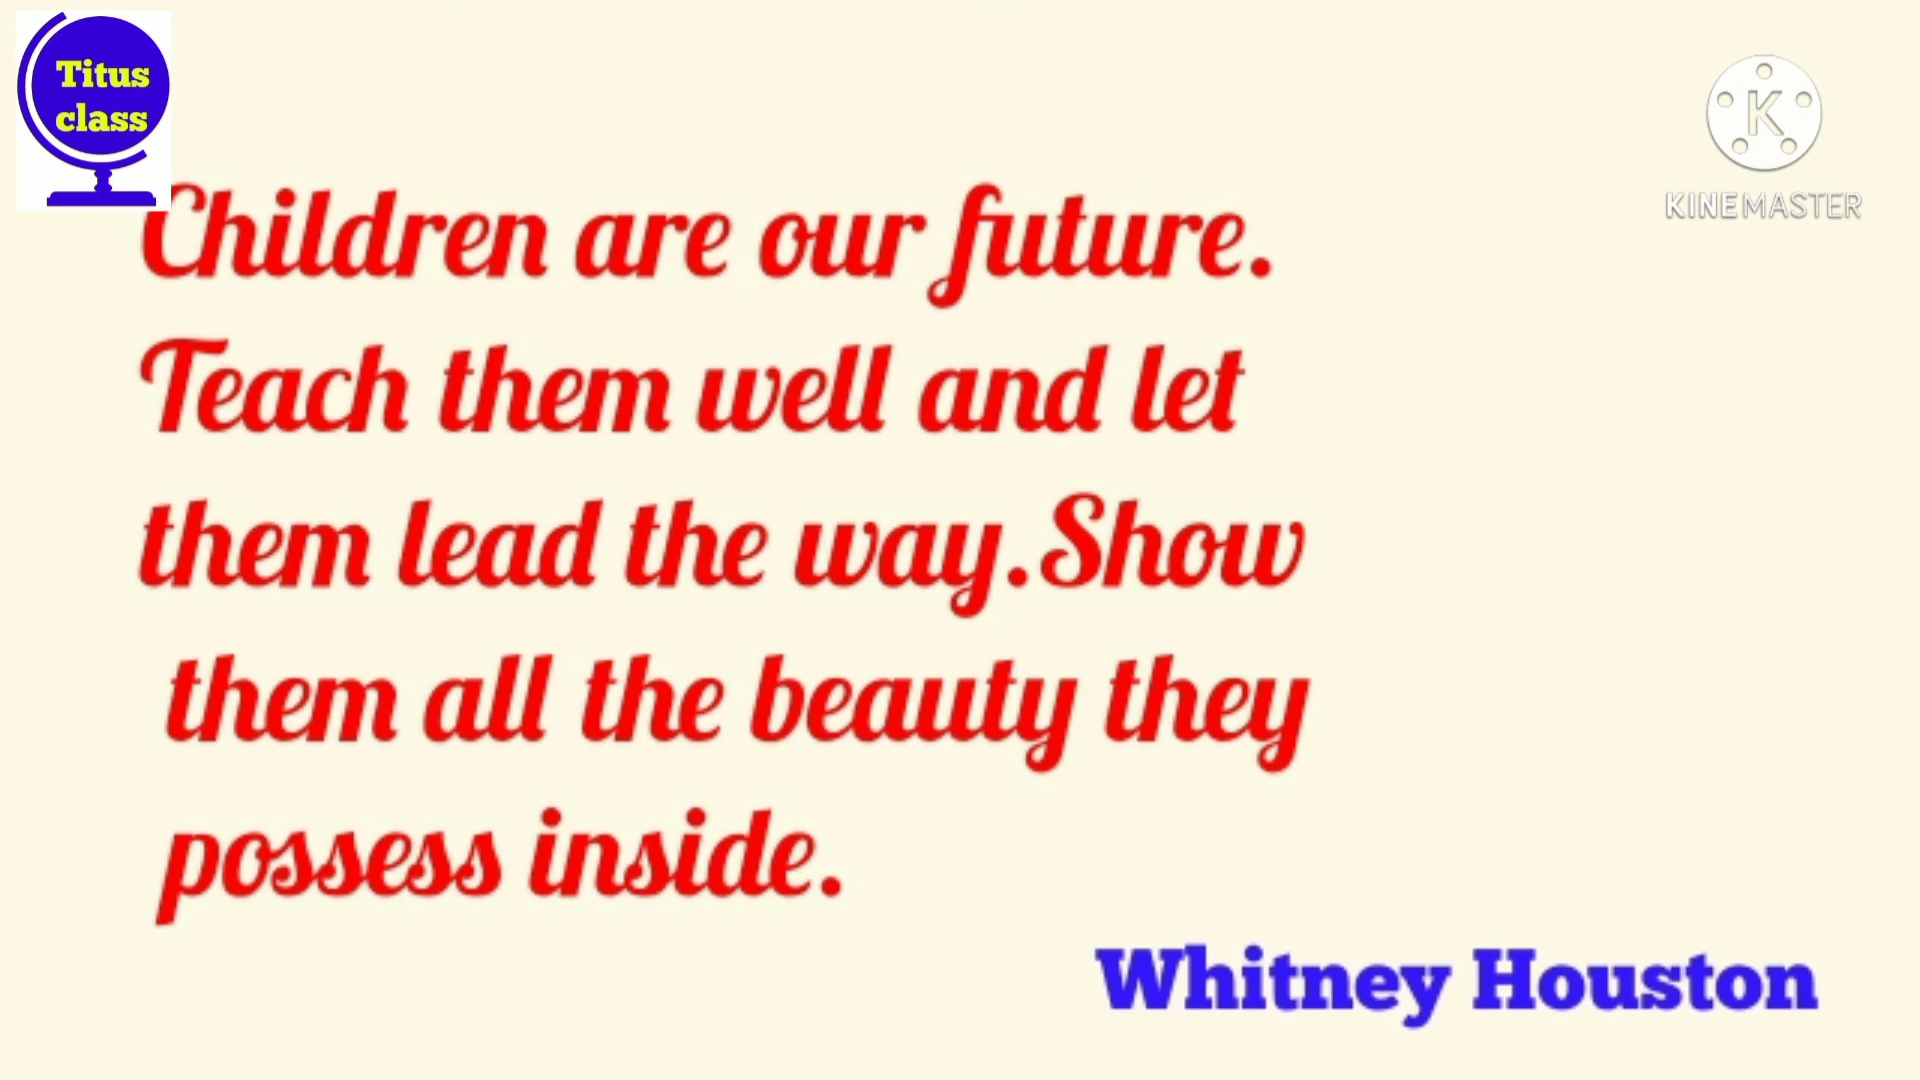 Titus
class
KINEMASTER
Children are our future.
Teach them well and let
them lead the way.Show
them all the beauty they
possess inside.
Whitney Houston